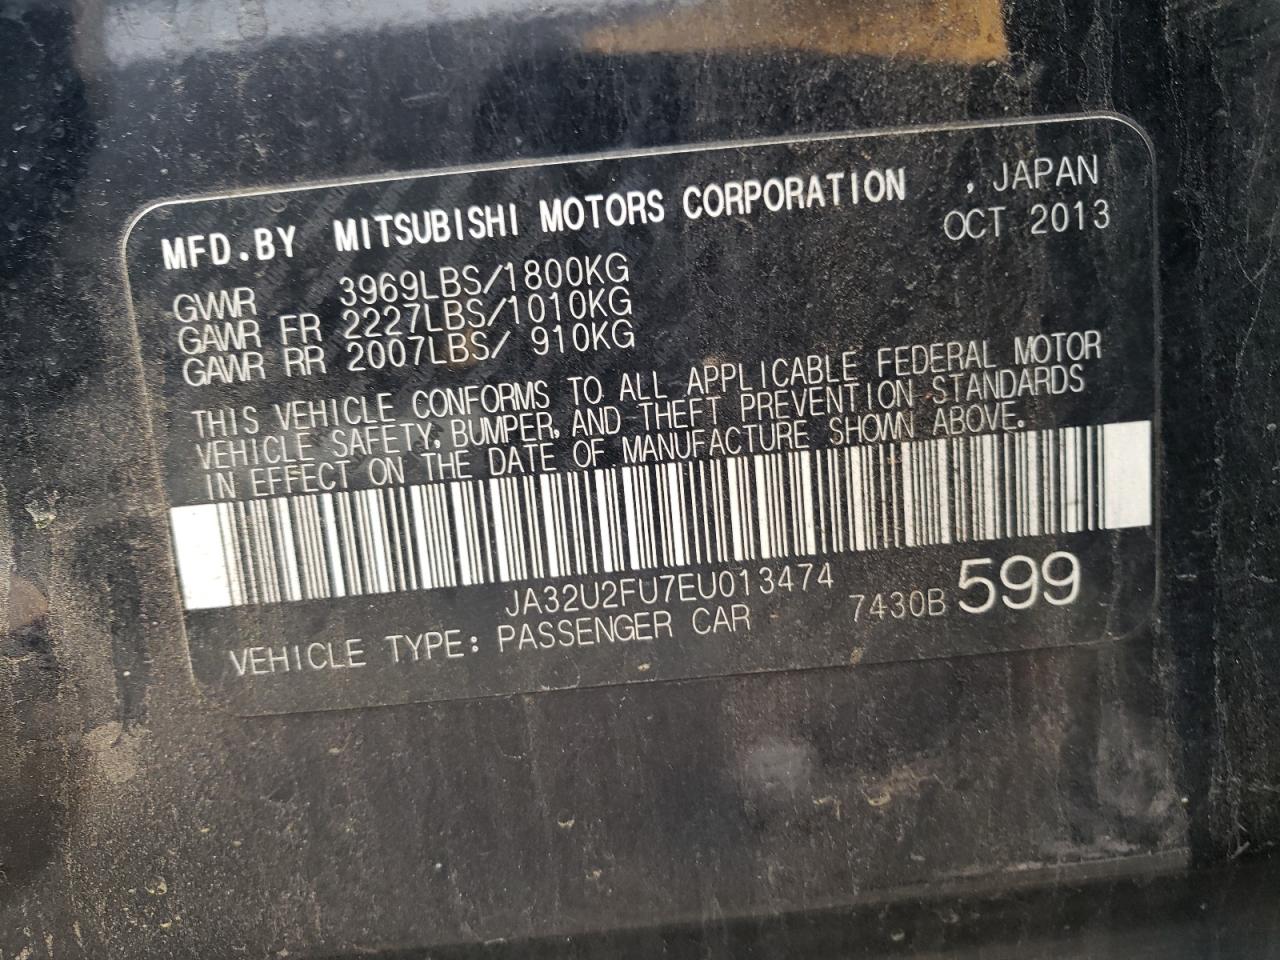 MFD.BY MITSUBISHI MOTORS CORPORATION , JAPAN
OCT 2013
GVWR 3969LBS/1800KG
GAWR FR 2227LBS/1010KG
GAWR RR 2007LBS/ 910KG
THIS VEHICLE CONFORMS TO ALL APPLICABLE FEDERAL MOTOR
VEHICLE SAFETY, BUMPER, AND THEFT PREVENTION STANDARDS
IN EFFECT ON THE DATE OF MANUFACTURE SHOWN ABOVE.
JA32U2FU7EU013474
7430B 599
VEHICLE TYPE: PASSENGER CAR